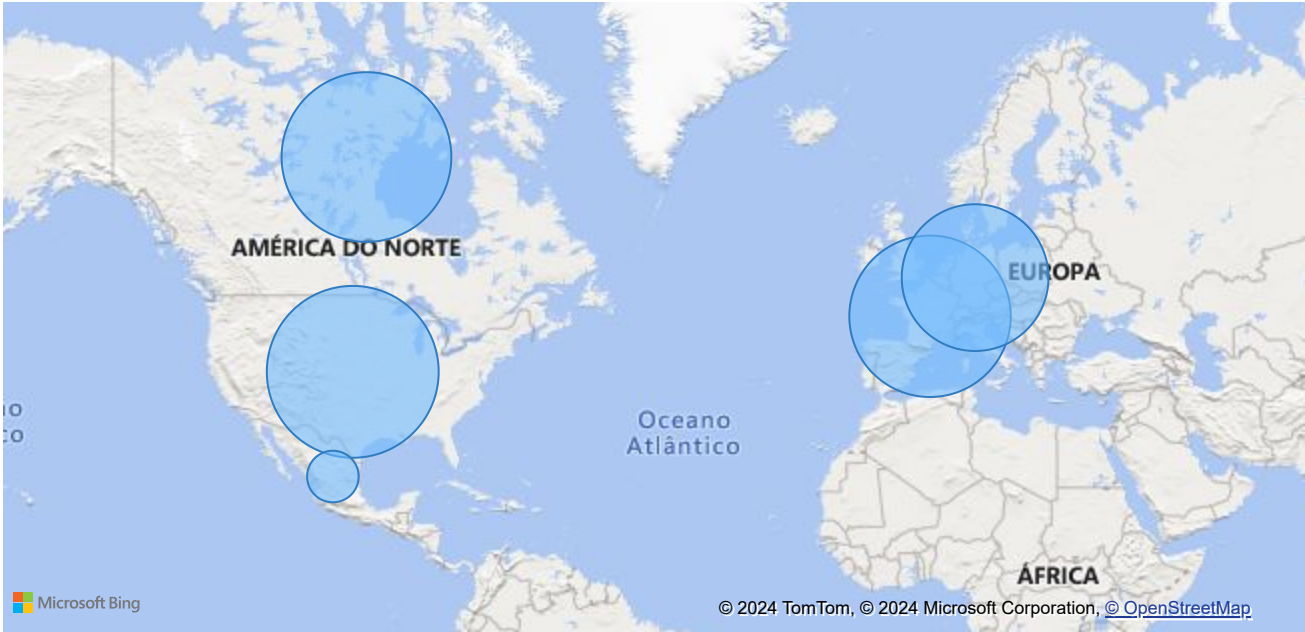 AMÉRICA DO NORTE
EUROPA
Oceano
Atlântico
ÁFRICA
Microsoft Bing
© 2024 TomTom, © 2024 Microsoft Corporation, © OpenStreetMap